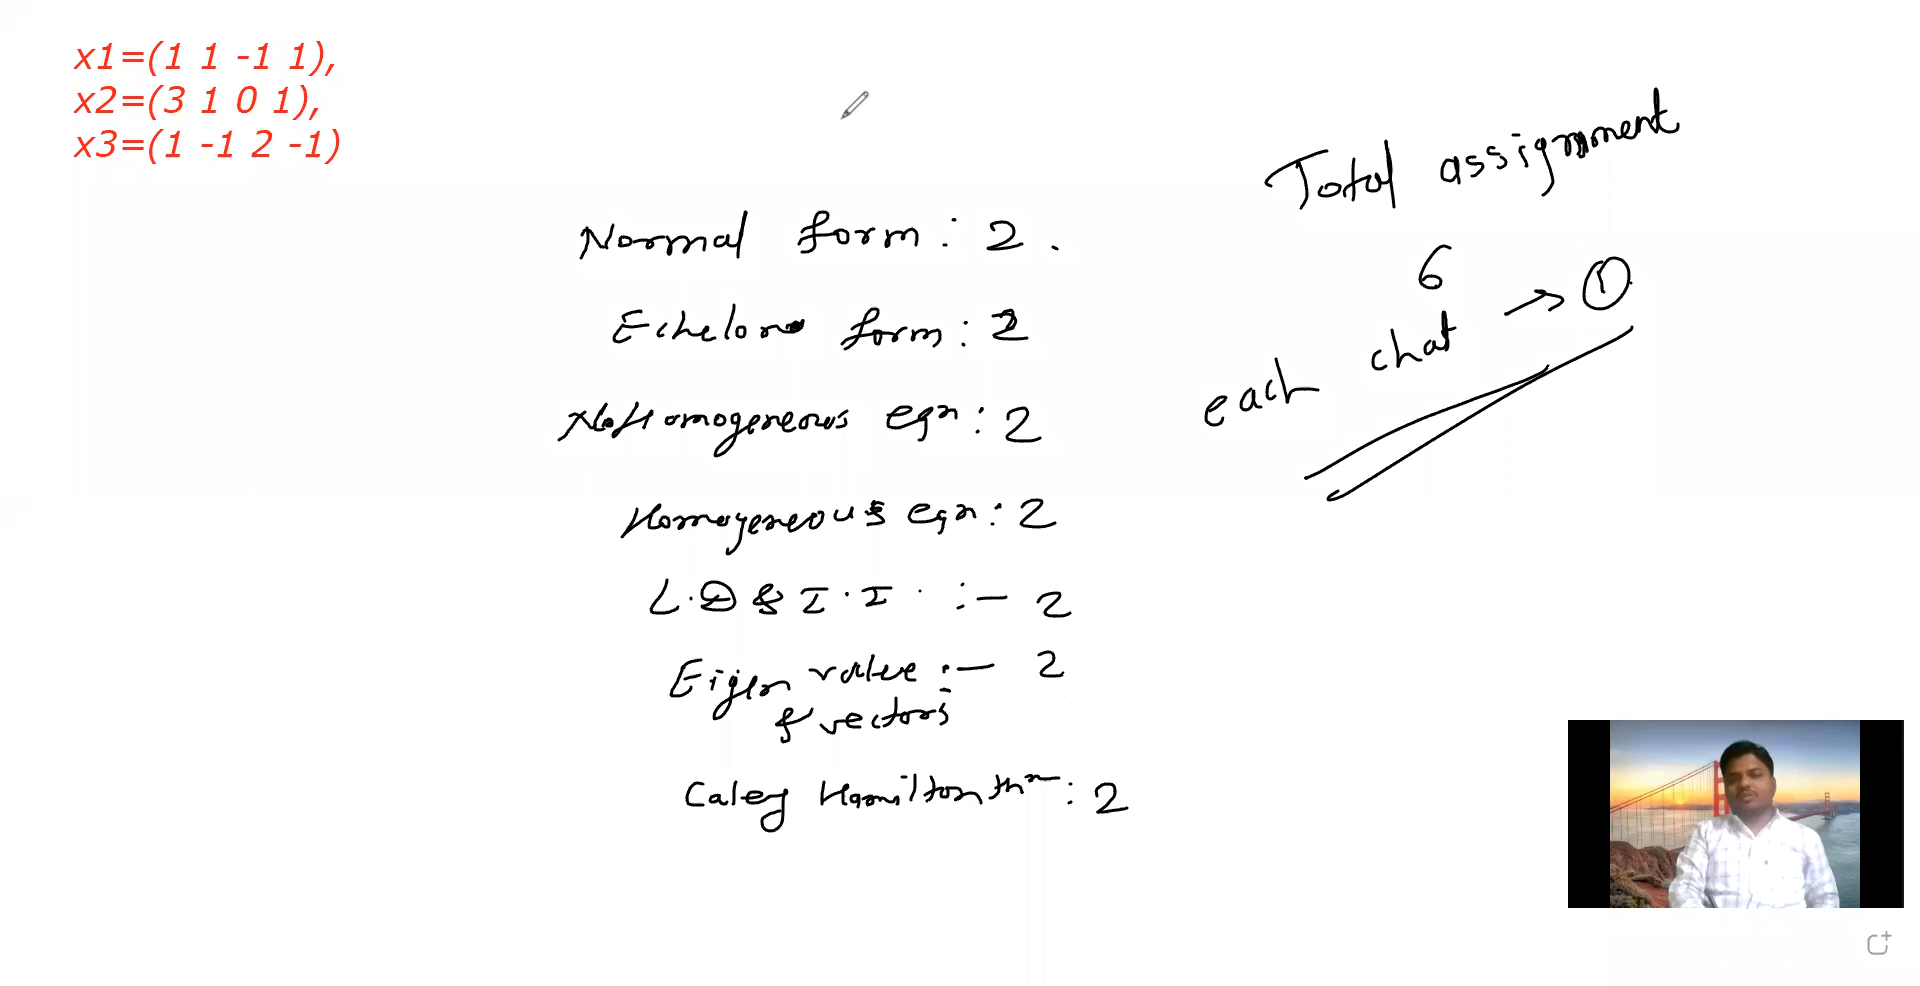 x1=(1 1 -1 1),
x2=(3 1 0 1),
x3=(1 -1 2 -1)
Normal form : 2 .
Echelon form : 2
Homogeneous eqn : 2
Homogeneous eqn : 2
L.D & I.I . :- 2
Eigen value :- 2
& vectors
Caley Hamilton thm : 2
Total assignment
6
each chat → 1